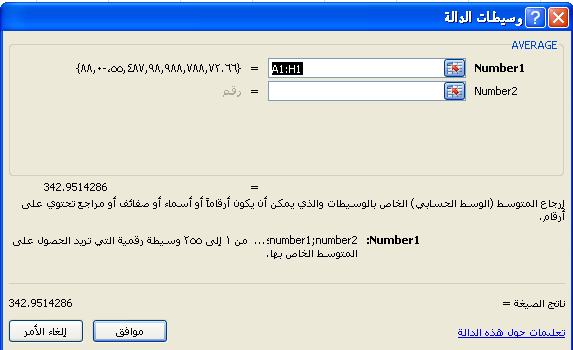 وسيطات الدالة
AVERAGE
Number1 A1:H1 = {٨٨,٠-،٥٥,٤٨٧,٩٨,٩٨٨,٧٨٨,٧٢.٦٦}
Number2 = رقم
= 342.9514286
إرجاع المتوسط (الوسط الحسابي) الخاص بالوسيطات والذي يمكن أن يكون أرقاماً أو أسماء أو صفائف أو مراجع تحتوي على
أرقام.
Number1: number1;number2;... من ١ إلى ٢٥٥ وسيطة رقمية التي تريد الحصول على
المتوسط الخاص بها.
ناتج الصيغة = 342.9514286
تعليمات حول هذه الدالة
موافق إلغاء الأمر